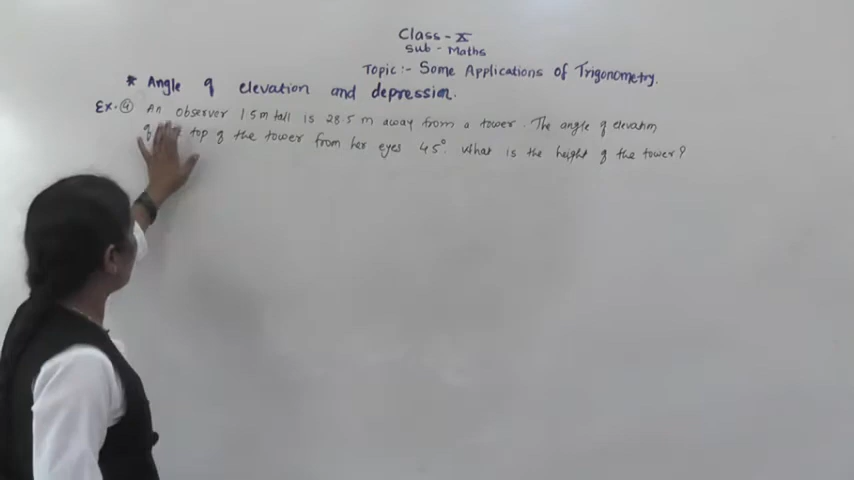 Class - X
Sub - Maths
Topic :- Some Applications of Trigonometry.
* Angle of elevation and depression.
Ex. ④ An observer 1.5 m tall is 28.5 m away from a tower. The angle of elevation
of top of the tower from her eyes 45°. What is the height of the tower?